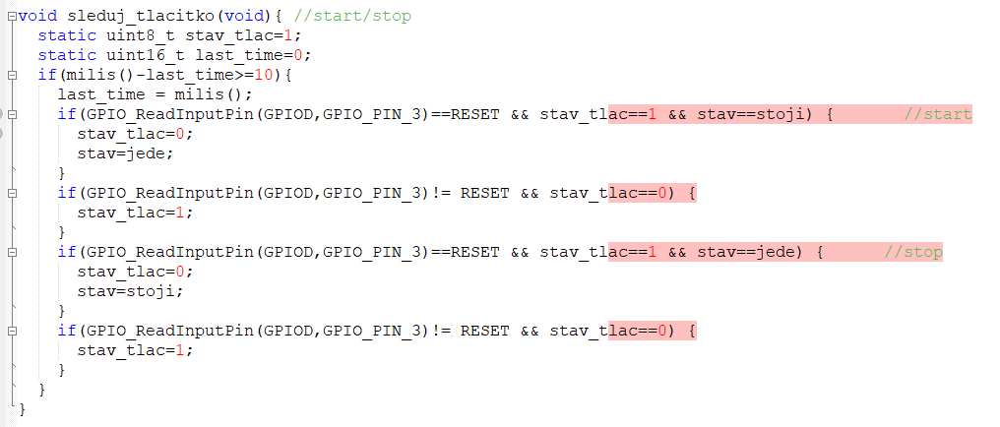 void sleduj_tlacitko(void){ //start/stop
static uint8_t stav_tlac=1;
static uint16_t last_time=0;
if(milis()-last_time>=10){
last_time = milis();
if(GPIO_ReadInputPin(GPIOD,GPIO_PIN_3)==RESET && stav_tlac==1 && stav==stoji) { //start
stav_tlac=0;
stav=jede;
}
if(GPIO_ReadInputPin(GPIOD,GPIO_PIN_3)!= RESET && stav_tlac==0) {
stav_tlac=1;
}
if(GPIO_ReadInputPin(GPIOD,GPIO_PIN_3)==RESET && stav_tlac==1 && stav==jede) { //stop
stav_tlac=0;
stav=stoji;
}
if(GPIO_ReadInputPin(GPIOD,GPIO_PIN_3)!= RESET && stav_tlac==0) {
stav_tlac=1;
}
}
}